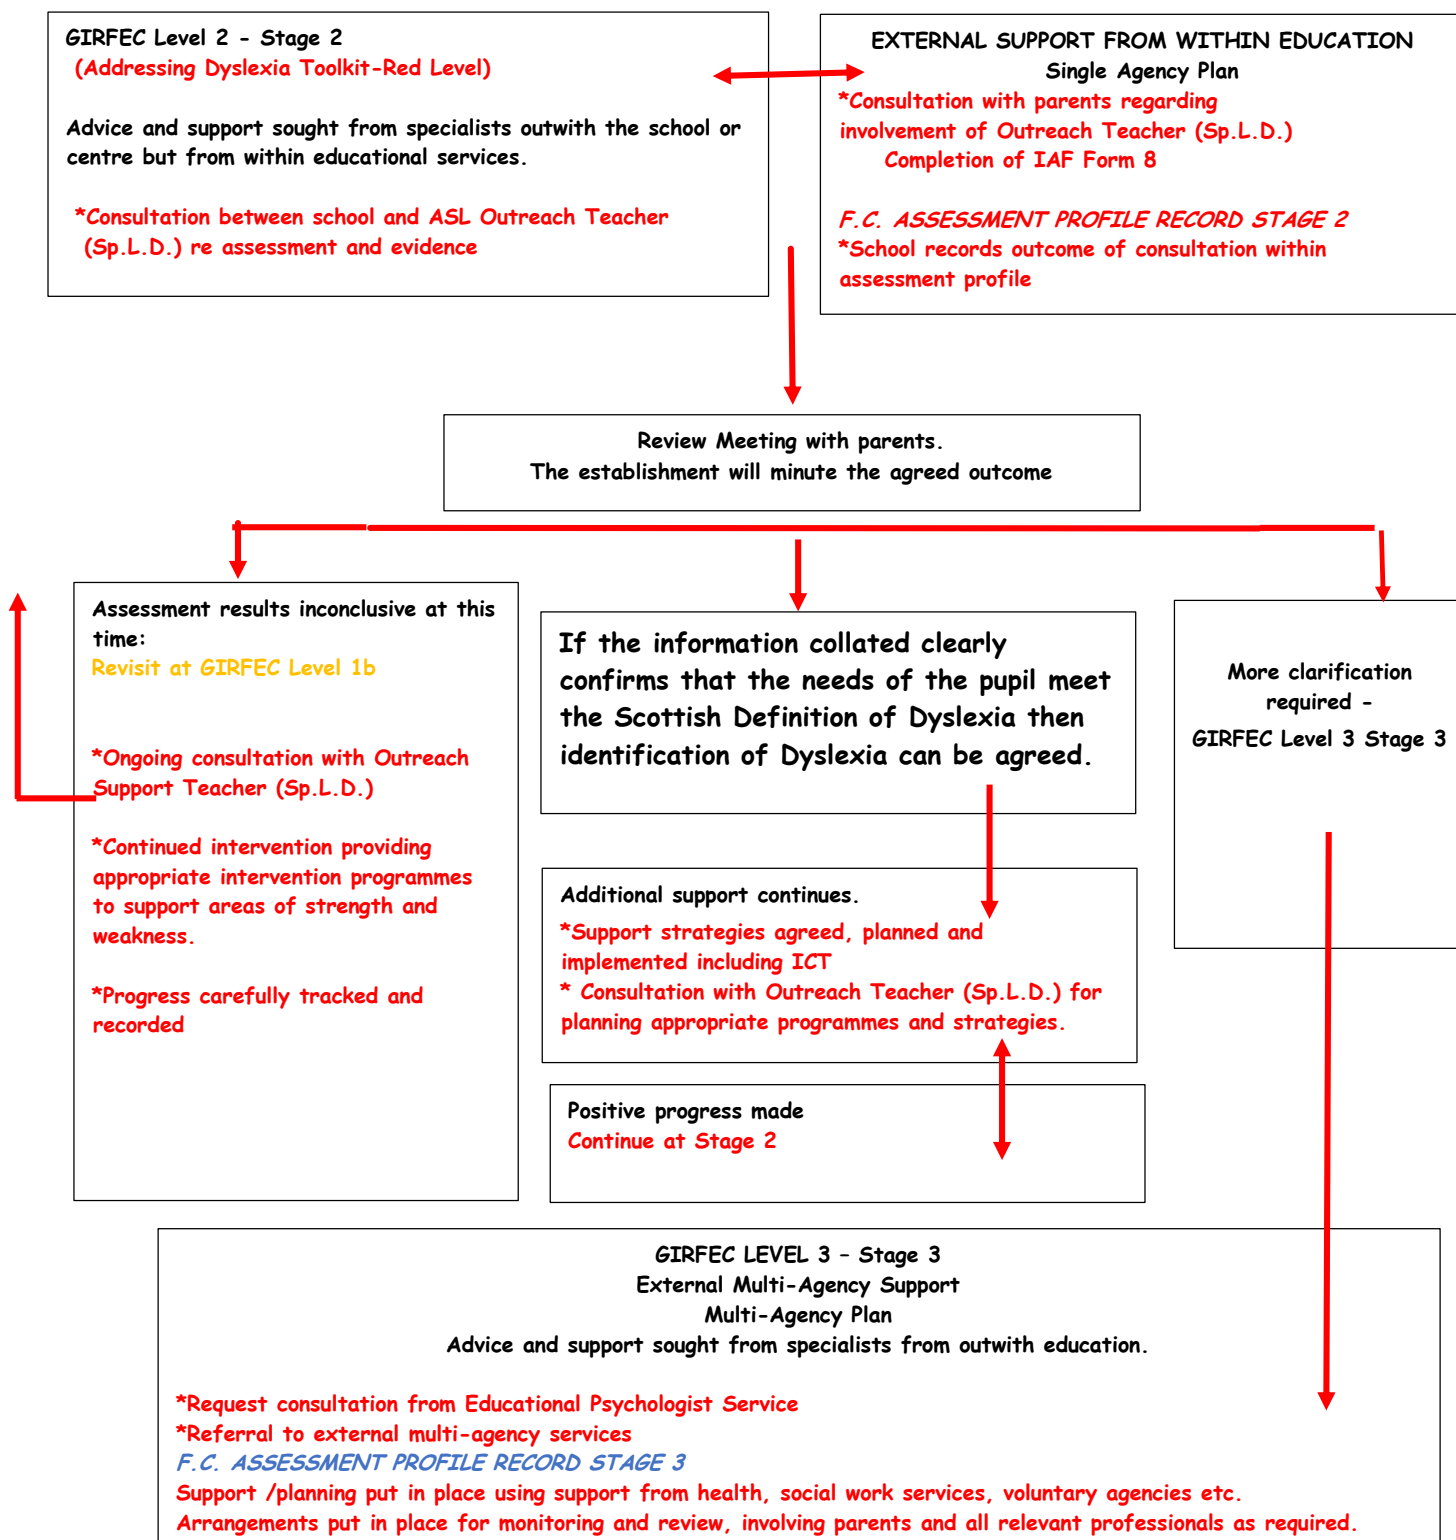 GIRFEC Level 2 - Stage 2
(Addressing Dyslexia Toolkit-Red Level)
Advice and support sought from specialists outwith the school or
centre but from within educational services.
*Consultation between school and ASL Outreach Teacher
(Sp.L.D.) re assessment and evidence
EXTERNAL SUPPORT FROM WITHIN EDUCATION
Single Agency Plan
*Consultation with parents regarding
involvement of Outreach Teacher (Sp.L.D.)
Completion of IAF Form 8
F.C. ASSESSMENT PROFILE RECORD STAGE 2
*School records outcome of consultation within
assessment profile
Review Meeting with parents.
The establishment will minute the agreed outcome
Assessment results inconclusive at this
time:
Revisit at GIRFEC Level 1b
*Ongoing consultation with Outreach
Support Teacher (Sp.L.D.)
*Continued intervention providing
appropriate intervention programmes
to support areas of strength and
weakness.
*Progress carefully tracked and
recorded
If the information collated clearly
confirms that the needs of the pupil meet
the Scottish Definition of Dyslexia then
identification of Dyslexia can be agreed.
More clarification
required -
GIRFEC Level 3 Stage 3
Additional support continues.
*Support strategies agreed, planned and
implemented including ICT
* Consultation with Outreach Teacher (Sp.L.D.) for
planning appropriate programmes and strategies.
Positive progress made
Continue at Stage 2
GIRFEC LEVEL 3 – Stage 3
External Multi-Agency Support
Multi-Agency Plan
Advice and support sought from specialists from outwith education.
*Request consultation from Educational Psychologist Service
*Referral to external multi-agency services
F.C. ASSESSMENT PROFILE RECORD STAGE 3
Support /planning put in place using support from health, social work services, voluntary agencies etc.
Arrangements put in place for monitoring and review, involving parents and all relevant professionals as required.